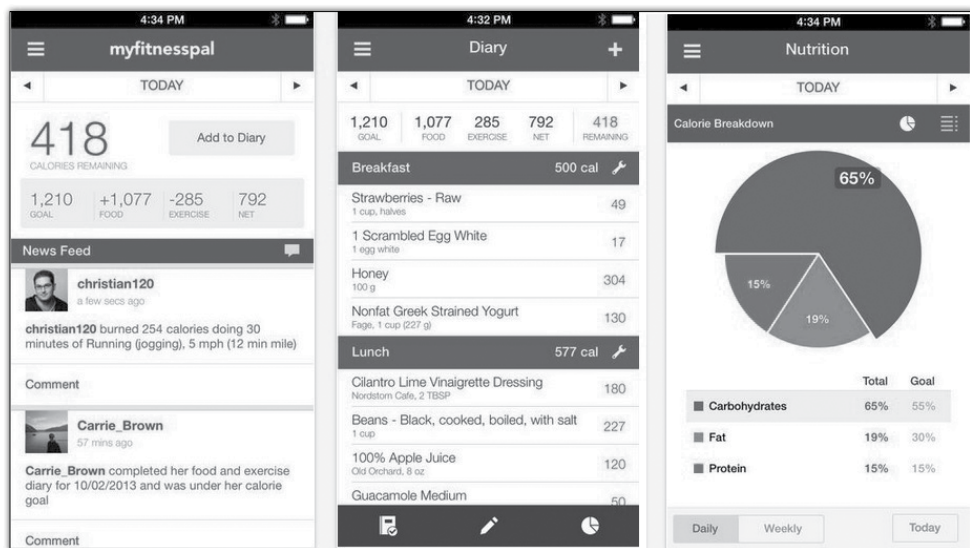 4:34 PM
myfitnesspal
TODAY
418
CALORIES REMAINING
Add to Diary
1,210 +1,077 -285 792
GOAL FOOD EXERCISE NET
News Feed
christian120
a few secs ago
christian120 burned 254 calories doing 30
minutes of Running (jogging), 5 mph (12 min mile)
Comment
Carrie_Brown
57 mins ago
Carrie_Brown completed her food and exercise
diary for 10/02/2013 and was under her calorie
goal
Comment
4:32 PM
Diary
TODAY
1,210 1,077 285 792 418
GOAL FOOD EXERCISE NET REMAINING
Breakfast 500 cal
Strawberries - Raw 49
1 cup, halves
1 Scrambled Egg White 17
1 egg white
Honey 304
100 g
Nonfat Greek Strained Yogurt 130
Fage, 1 cup (227 g)
Lunch 577 cal
Cilantro Lime Vinaigrette Dressing 180
Nordstom Cafe, 2 TBSP
Beans - Black, cooked, boiled, with salt 227
1 cup
100% Apple Juice 120
Old Orchard, 8 oz
Guacamole Medium 50
4:34 PM
Nutrition
TODAY
Calorie Breakdown
65%
15%
19%
Total Goal
Carbohydrates 65% 55%
Fat 19% 30%
Protein 15% 15%
Daily Weekly Today